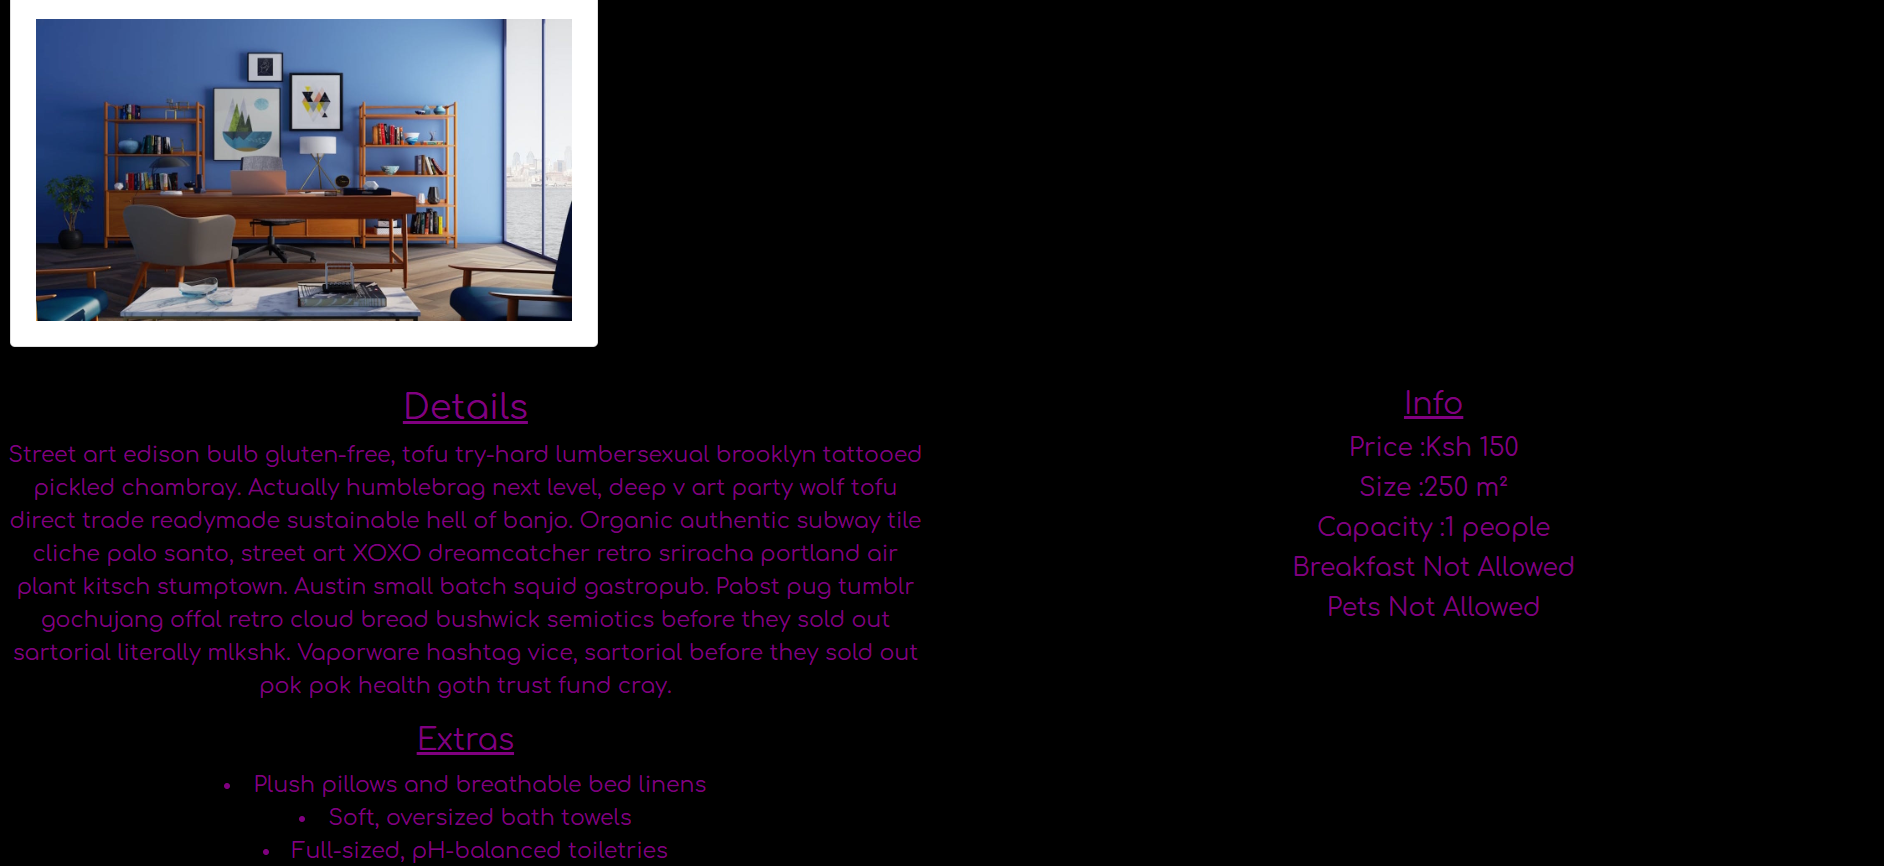 Details
Street art edison bulb gluten-free, tofu try-hard lumbersexual brooklyn tattooed
pickled chambray. Actually humblebrag next level, deep v art party wolf tofu
direct trade readymade sustainable hell of banjo. Organic authentic subway tile
cliche palo santo, street art XOXO dreamcatcher retro sriracha portland air
plant kitsch stumptown. Austin small batch squid gastropub. Pabst pug tumblr
gochujang offal retro cloud bread bushwick semiotics before they sold out
sartorial literally mlkshk. Vaporware hashtag vice, sartorial before they sold out
pok pok health goth trust fund cray.
Extras
• Plush pillows and breathable bed linens
• Soft, oversized bath towels
• Full-sized, pH-balanced toiletries
Info
Price :Ksh 150
Size :250 m²
Capacity :1 people
Breakfast Not Allowed
Pets Not Allowed